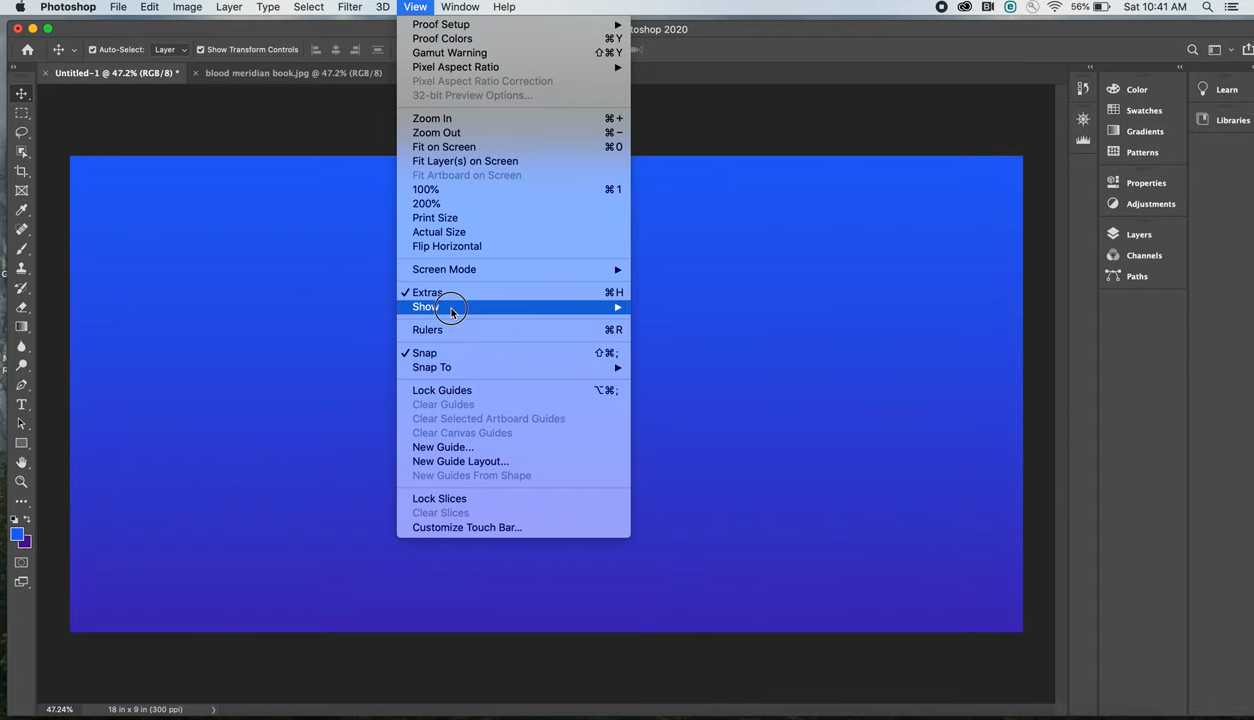 Photoshop File Edit Image Layer Type Select Filter 3D View Window Help 56% Sat 10:41 AM
toshop 2020
Auto-Select: Layer Show Transform Controls
Untitled-1 @ 47.2% (RGB/8) * blood meridian book.jpg @ 47.2% (RGB/8)
Proof Setup
Proof Colors ⌘Y
Gamut Warning ⇧⌘Y
Pixel Aspect Ratio
Pixel Aspect Ratio Correction
32-bit Preview Options...
Zoom In ⌘+
Zoom Out ⌘−
Fit on Screen ⌘0
Fit Layer(s) on Screen
Fit Artboard on Screen
100% ⌘1
200%
Print Size
Actual Size
Flip Horizontal
Screen Mode
✓ Extras ⌘H
Show
Rulers ⌘R
✓ Snap ⇧⌘;
Snap To
Lock Guides ⌥⌘;
Clear Guides
Clear Selected Artboard Guides
Clear Canvas Guides
New Guide...
New Guide Layout...
New Guides From Shape
Lock Slices
Clear Slices
Customize Touch Bar...
Color
Swatches
Gradients
Patterns
Properties
Adjustments
Layers
Channels
Paths
Learn
Libraries
47.24% 18 in x 9 in (300 ppi)